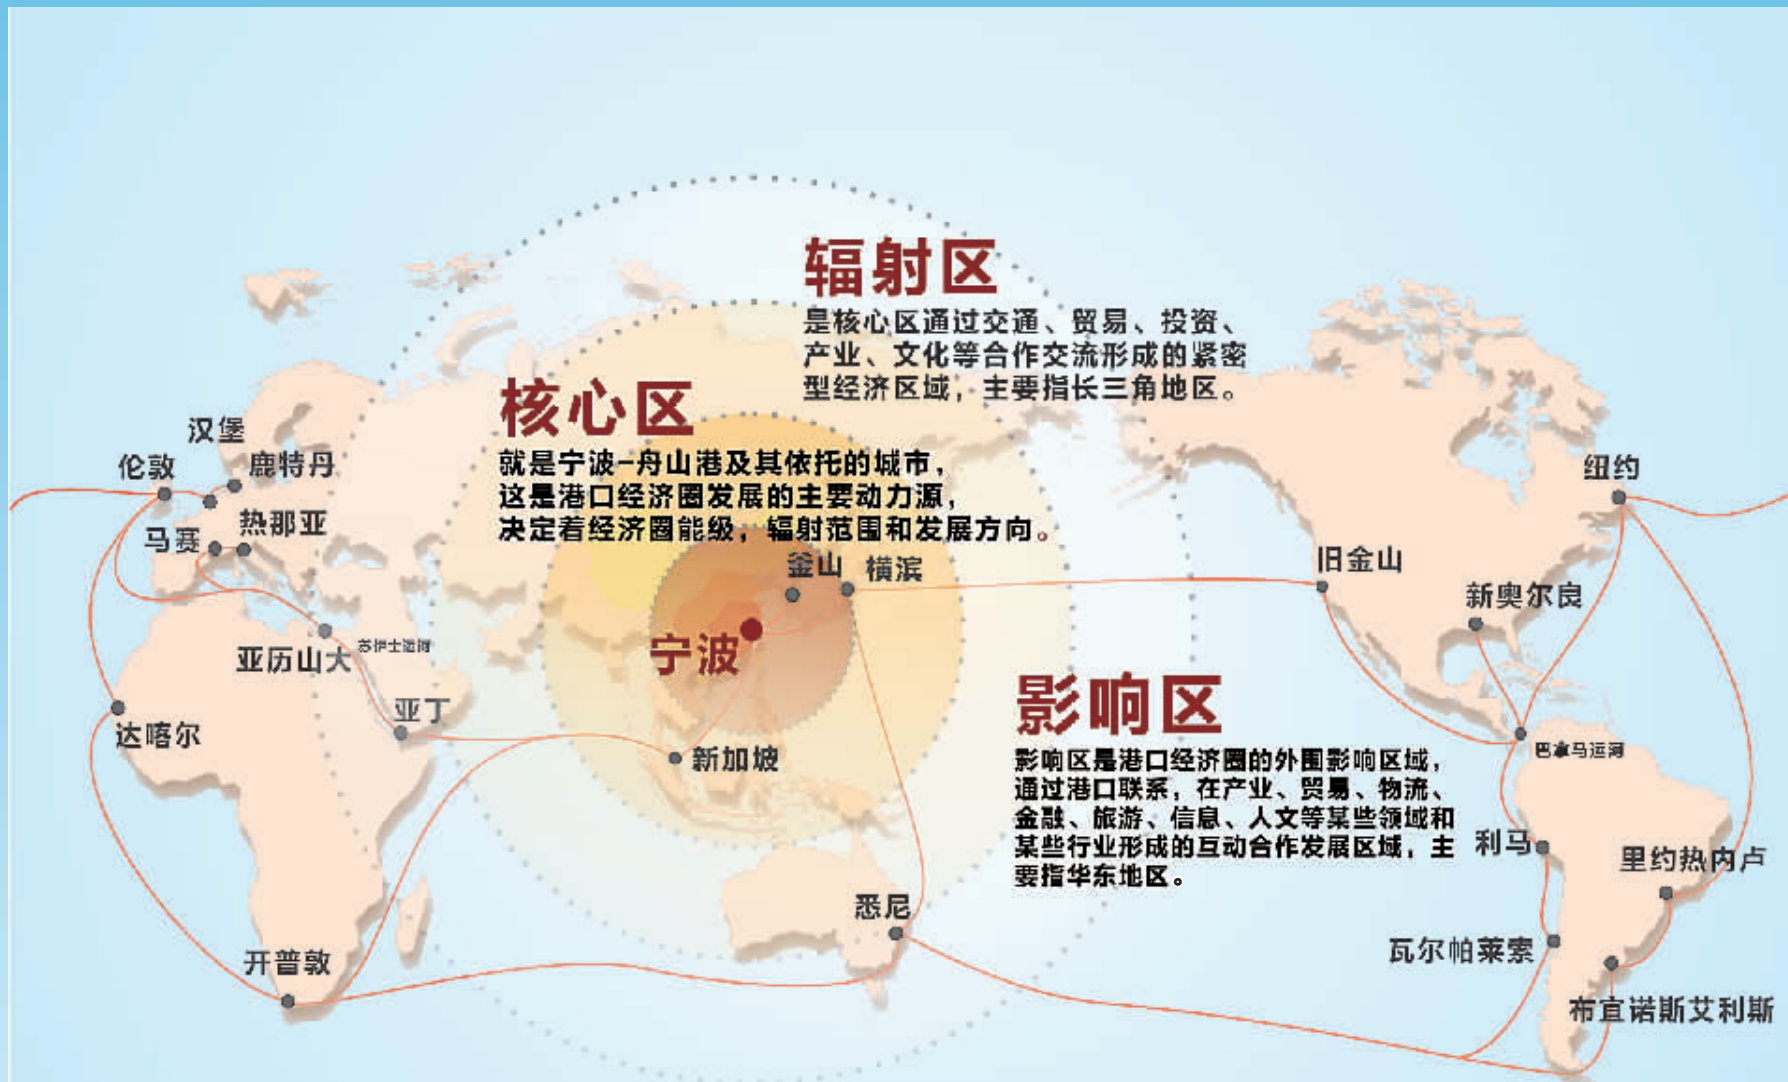 辐射区
是核心区通过交通、贸易、投资、
产业、文化等合作交流形成的紧密
型经济区域，主要指长三角地区。
核心区
就是宁波-舟山港及其依托的城市，
这是港口经济圈发展的主要动力源，
决定着经济圈能级，辐射范围和发展方向。
汉堡
伦敦
鹿特丹
马赛
热那亚
纽约
釜山
横滨
旧金山
新奥尔良
宁波
亚历山大
苏伊士运河
亚丁
达喀尔
新加坡
影响区
影响区是港口经济圈的外围影响区域，
通过港口联系，在产业、贸易、物流、
金融、旅游、信息、人文等某些领域和
某些行业形成的互动合作发展区域，主
要指华东地区。
巴拿马运河
利马
里约热内卢
悉尼
瓦尔帕莱索
开普敦
布宜诺斯艾利斯